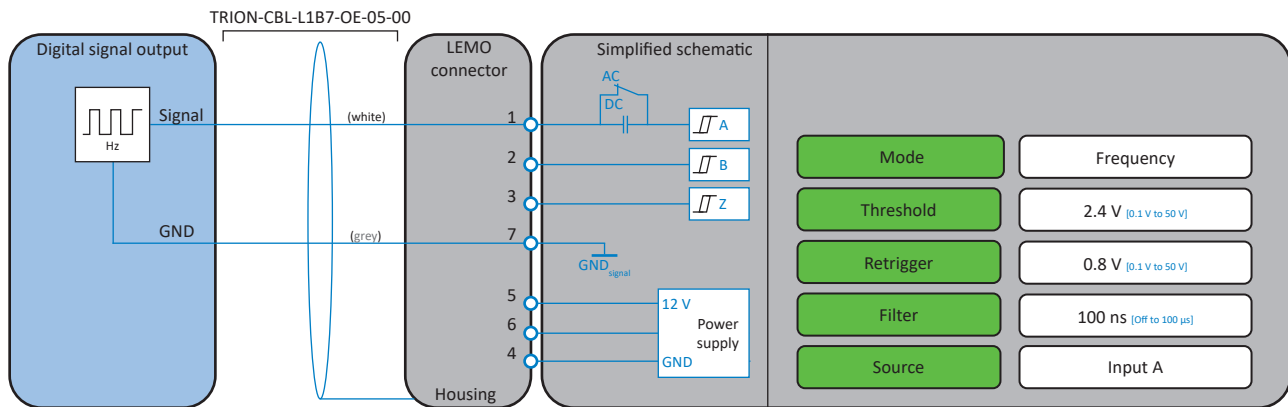 TRION-CBL-L1B7-OE-05-00
Digital signal output
Hz
Signal
GND
(white)
(grey)
LEMO
connector
1
2
3
7
5
6
4
Housing
Simplified schematic
AC
DC
A
B
Z
GND signal
12 V
Power
supply
GND
Mode
Frequency
Threshold
2.4 V [0.1 V to 50 V]
Retrigger
0.8 V [0.1 V to 50 V]
Filter
100 ns [Off to 100 µs]
Source
Input A